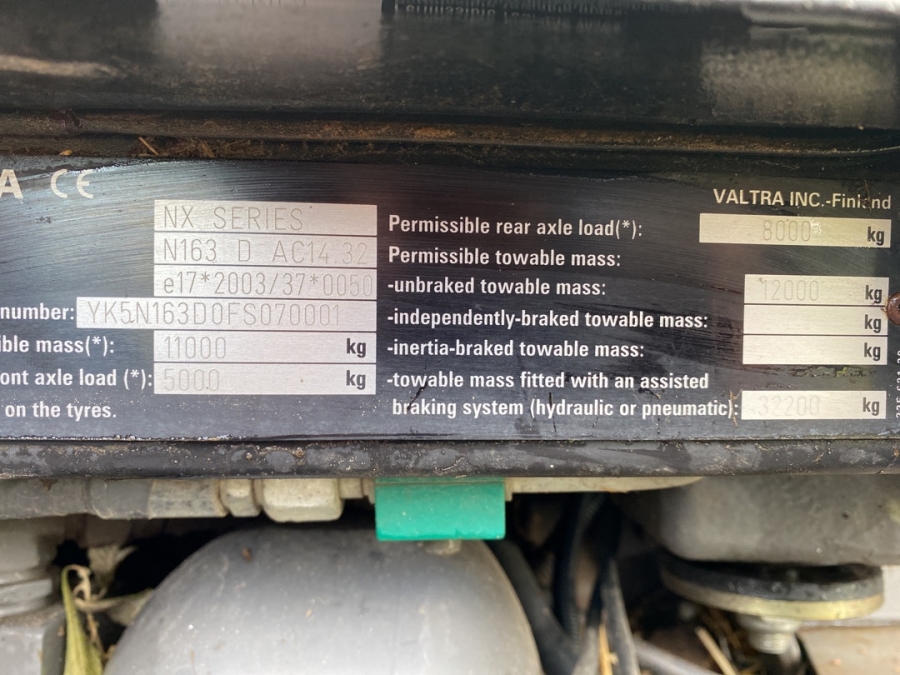 A CE
VALTRA INC.-Finland
NX SERIES
N163 D AC14.32
e17*2003/37*0050
number: YK5N163D0FS070001
ible mass(*): 11000 kg
ont axle load (*): 5000 kg
on the tyres.
Permissible rear axle load(*): 8000 kg
Permissible towable mass:
-unbraked towable mass: 12000 kg
-independently-braked towable mass: kg
-inertia-braked towable mass: kg
-towable mass fitted with an assisted
braking system (hydraulic or pneumatic): 32200 kg